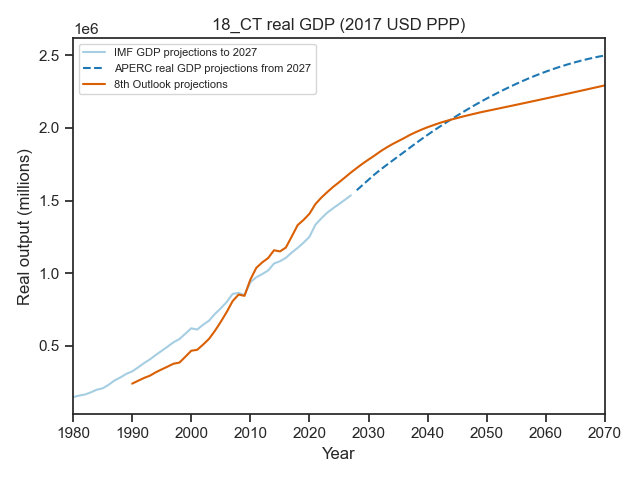 18_CT real GDP (2017 USD PPP)
1e6
IMF GDP projections to 2027
APERC real GDP projections from 2027
8th Outlook projections
2.5
2.0
1.5
1.0
0.5
Real output (millions)
1980 1990 2000 2010 2020 2030 2040 2050 2060 2070
Year